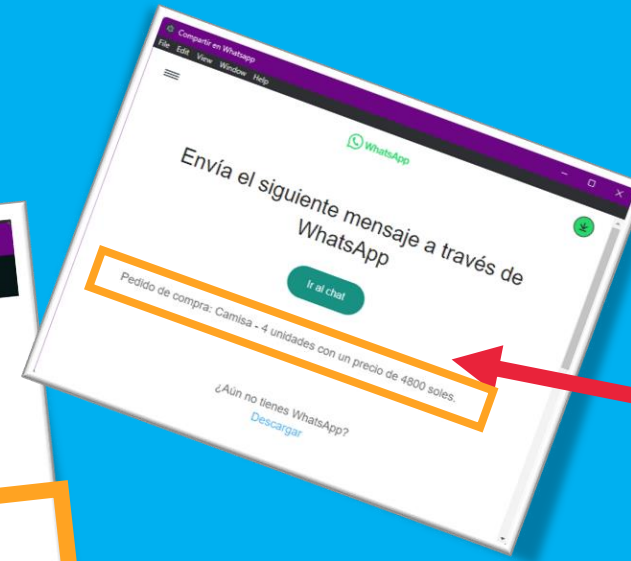 Compartir en Whatsapp
File Edit View Window Help
WhatsApp
Envía el siguiente mensaje a través de
WhatsApp
Ir al chat
Pedido de compra: Camisa - 4 unidades con un precio de 4800 soles.
¿Aún no tienes WhatsApp?
Descargar